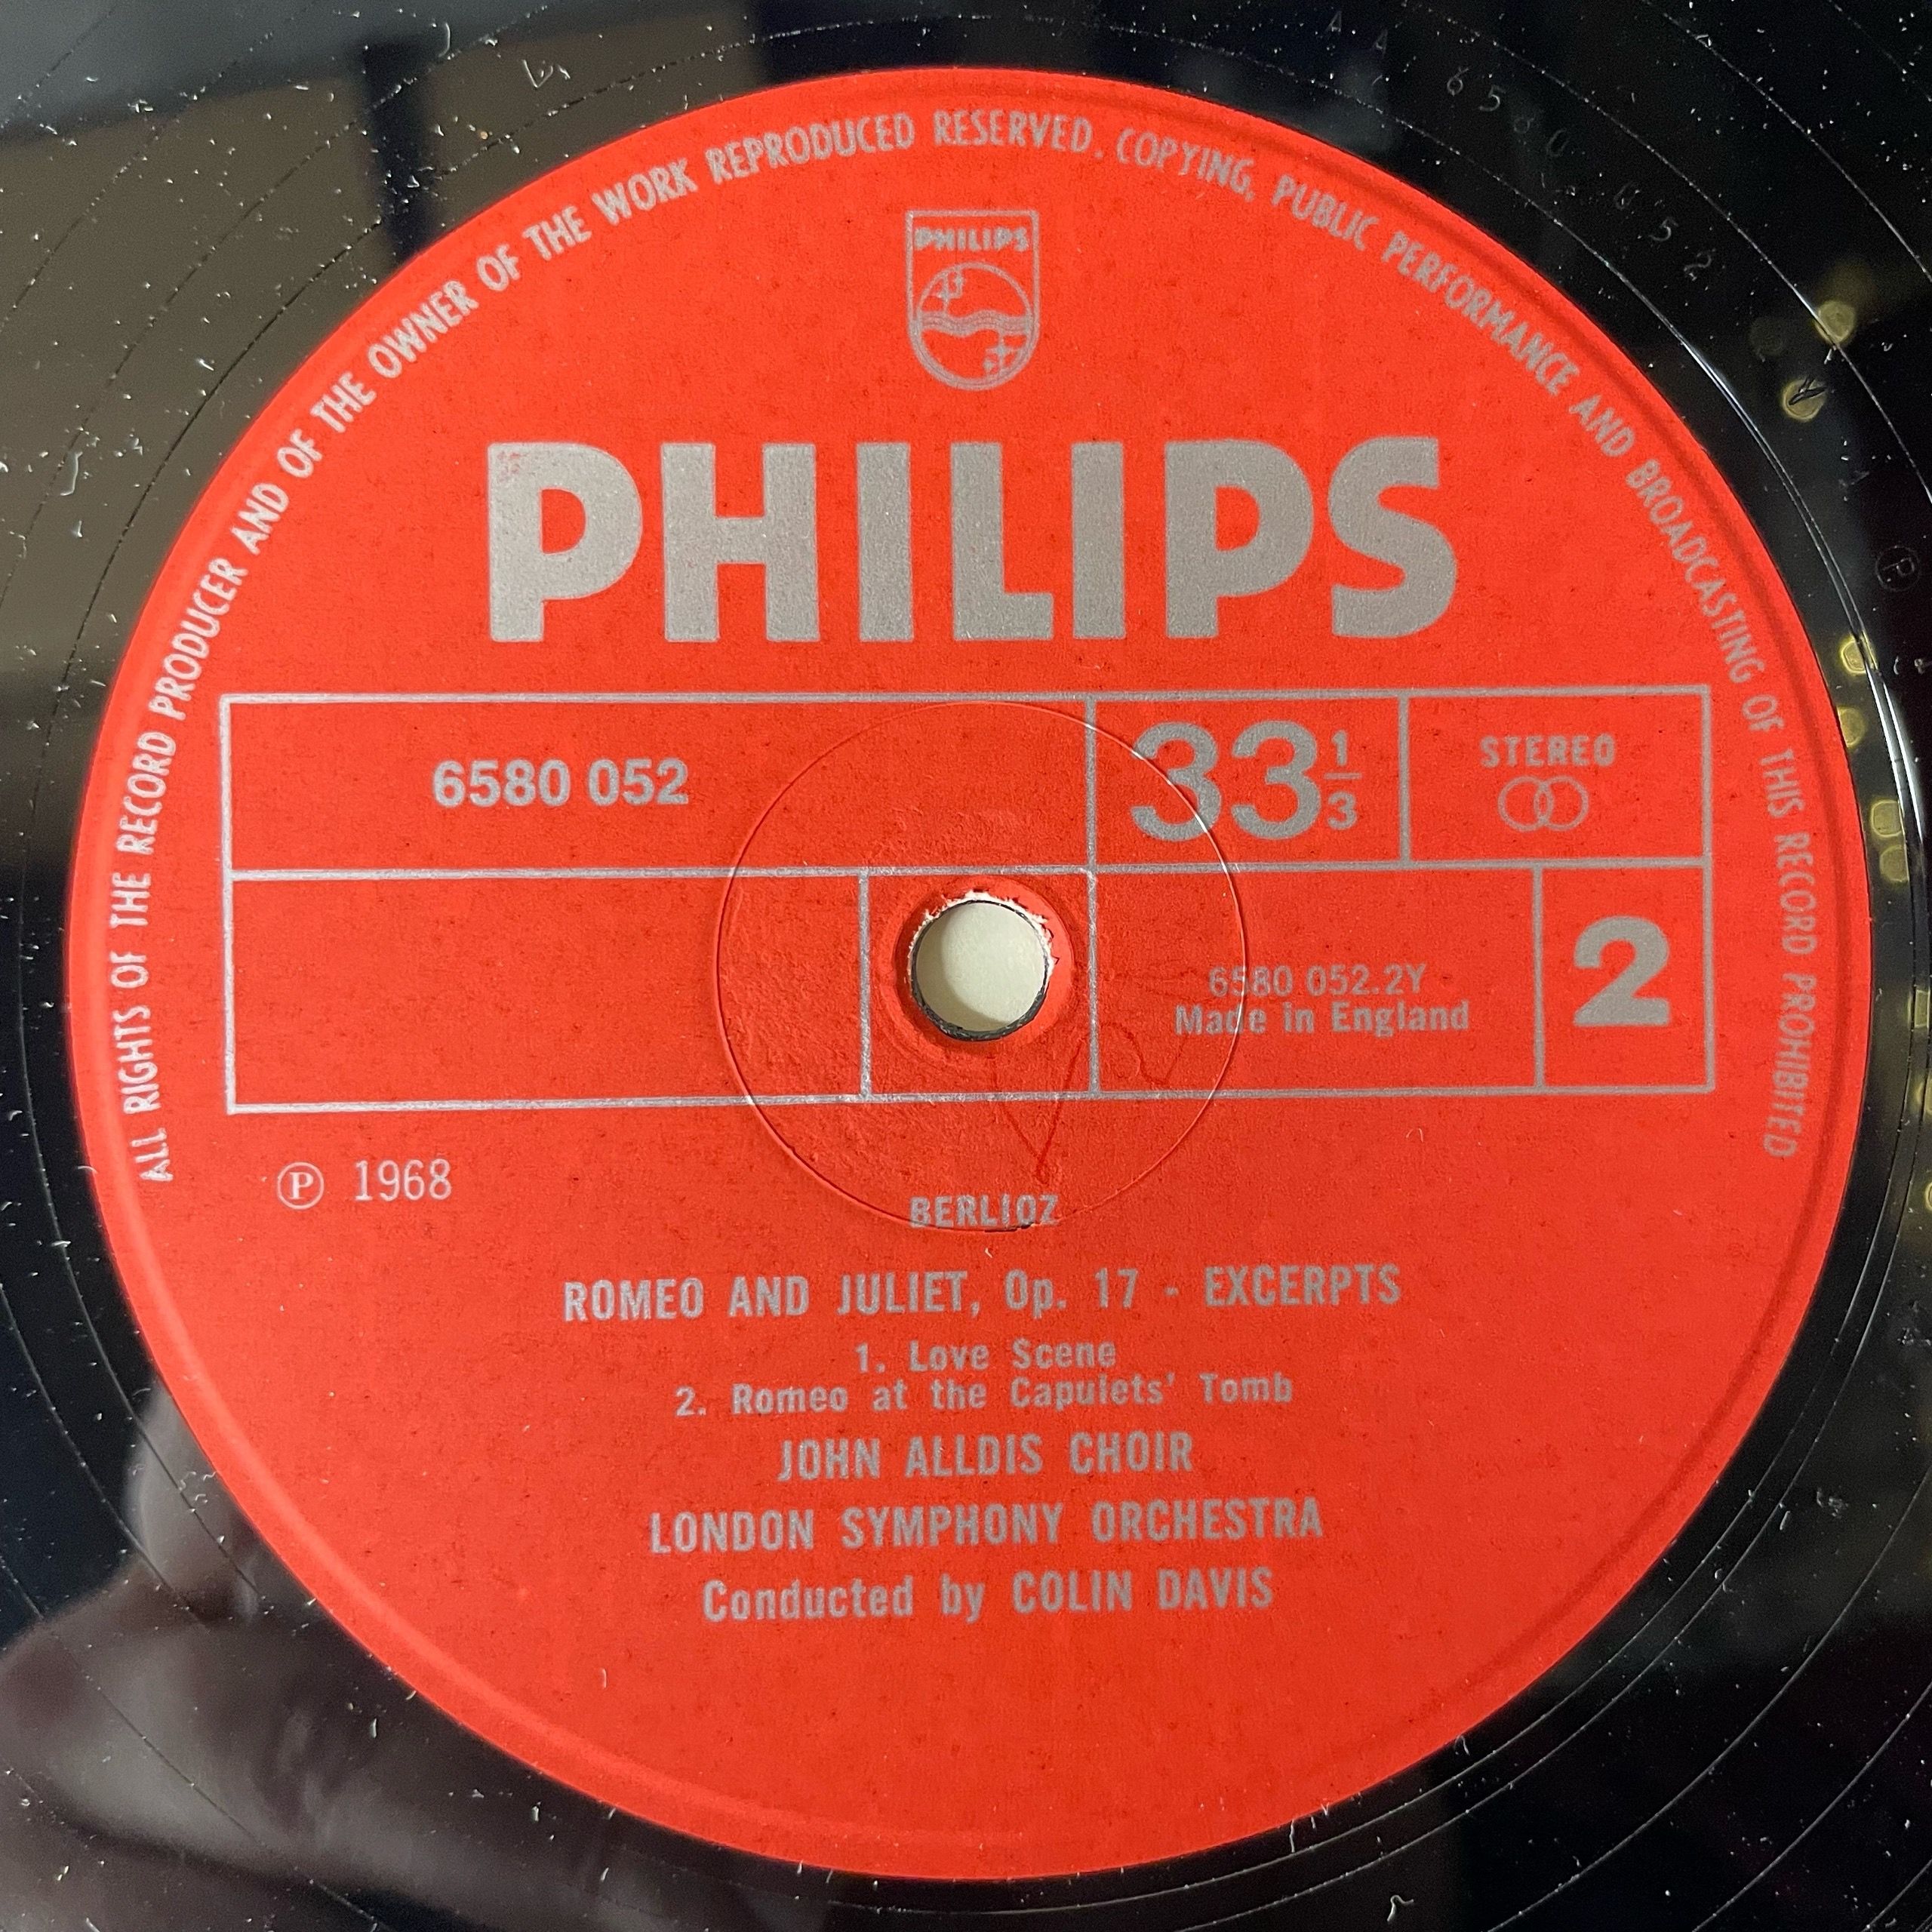 ALL RIGHTS OF THE RECORD PRODUCER AND OF THE OWNER OF THE WORK REPRODUCED RESERVED. COPYING, PUBLIC PERFORMANCE AND BROADCASTING OF THIS RECORD PROHIBITED
PHILIPS
PHILIPS
6580 052
33 1/3
STEREO
6580 052.2Y
Made in England
2
Ⓟ 1968
BERLIOZ
ROMEO AND JULIET, Op. 17 - EXCERPTS
1. Love Scene
2. Romeo at the Capulets' Tomb
JOHN ALLDIS CHOIR
LONDON SYMPHONY ORCHESTRA
Conducted by COLIN DAVIS